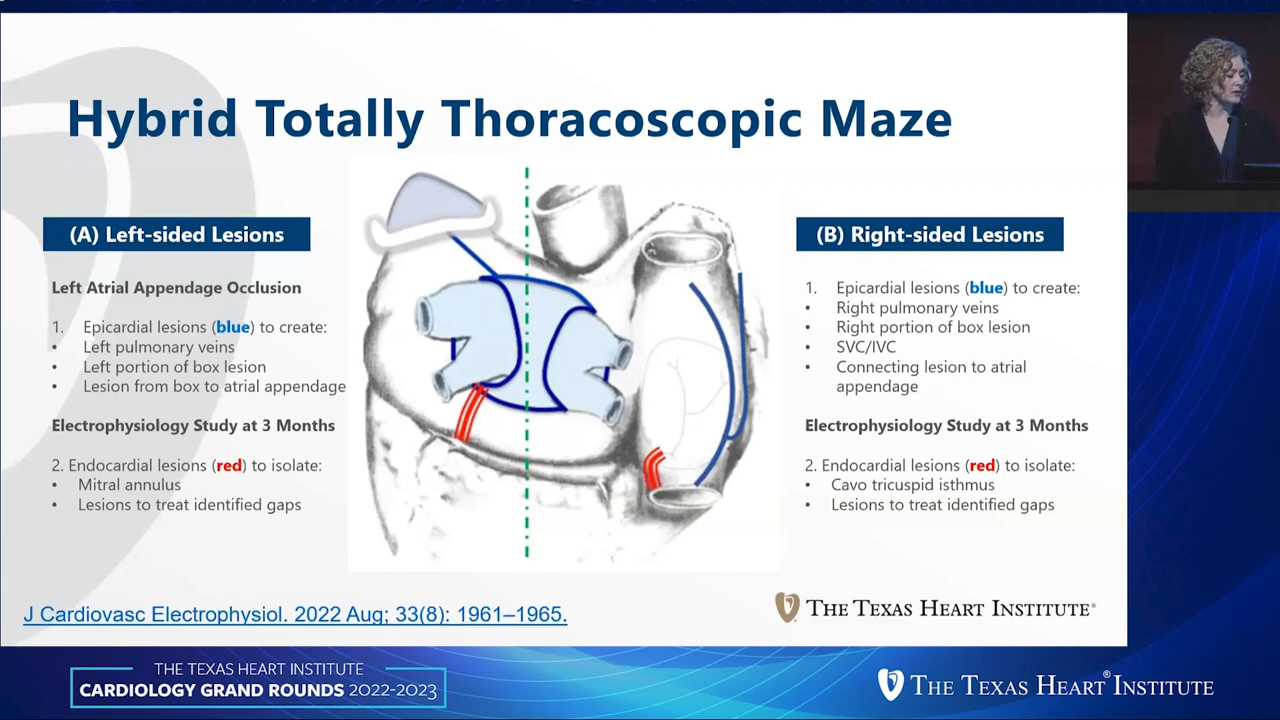 Hybrid Totally Thoracoscopic Maze
(A) Left-sided Lesions
Left Atrial Appendage Occlusion
1. Epicardial lesions (blue) to create:
• Left pulmonary veins
• Left portion of box lesion
• Lesion from box to atrial appendage
Electrophysiology Study at 3 Months
2. Endocardial lesions (red) to isolate:
• Mitral annulus
• Lesions to treat identified gaps
(B) Right-sided Lesions
1. Epicardial lesions (blue) to create:
• Right pulmonary veins
• Right portion of box lesion
• SVC/IVC
• Connecting lesion to atrial
appendage
Electrophysiology Study at 3 Months
2. Endocardial lesions (red) to isolate:
• Cavo tricuspid isthmus
• Lesions to treat identified gaps
J Cardiovasc Electrophysiol. 2022 Aug; 33(8): 1961–1965.
THE TEXAS HEART INSTITUTE®
THE TEXAS HEART INSTITUTE
CARDIOLOGY GRAND ROUNDS 2022-2023
THE TEXAS HEART® INSTITUTE